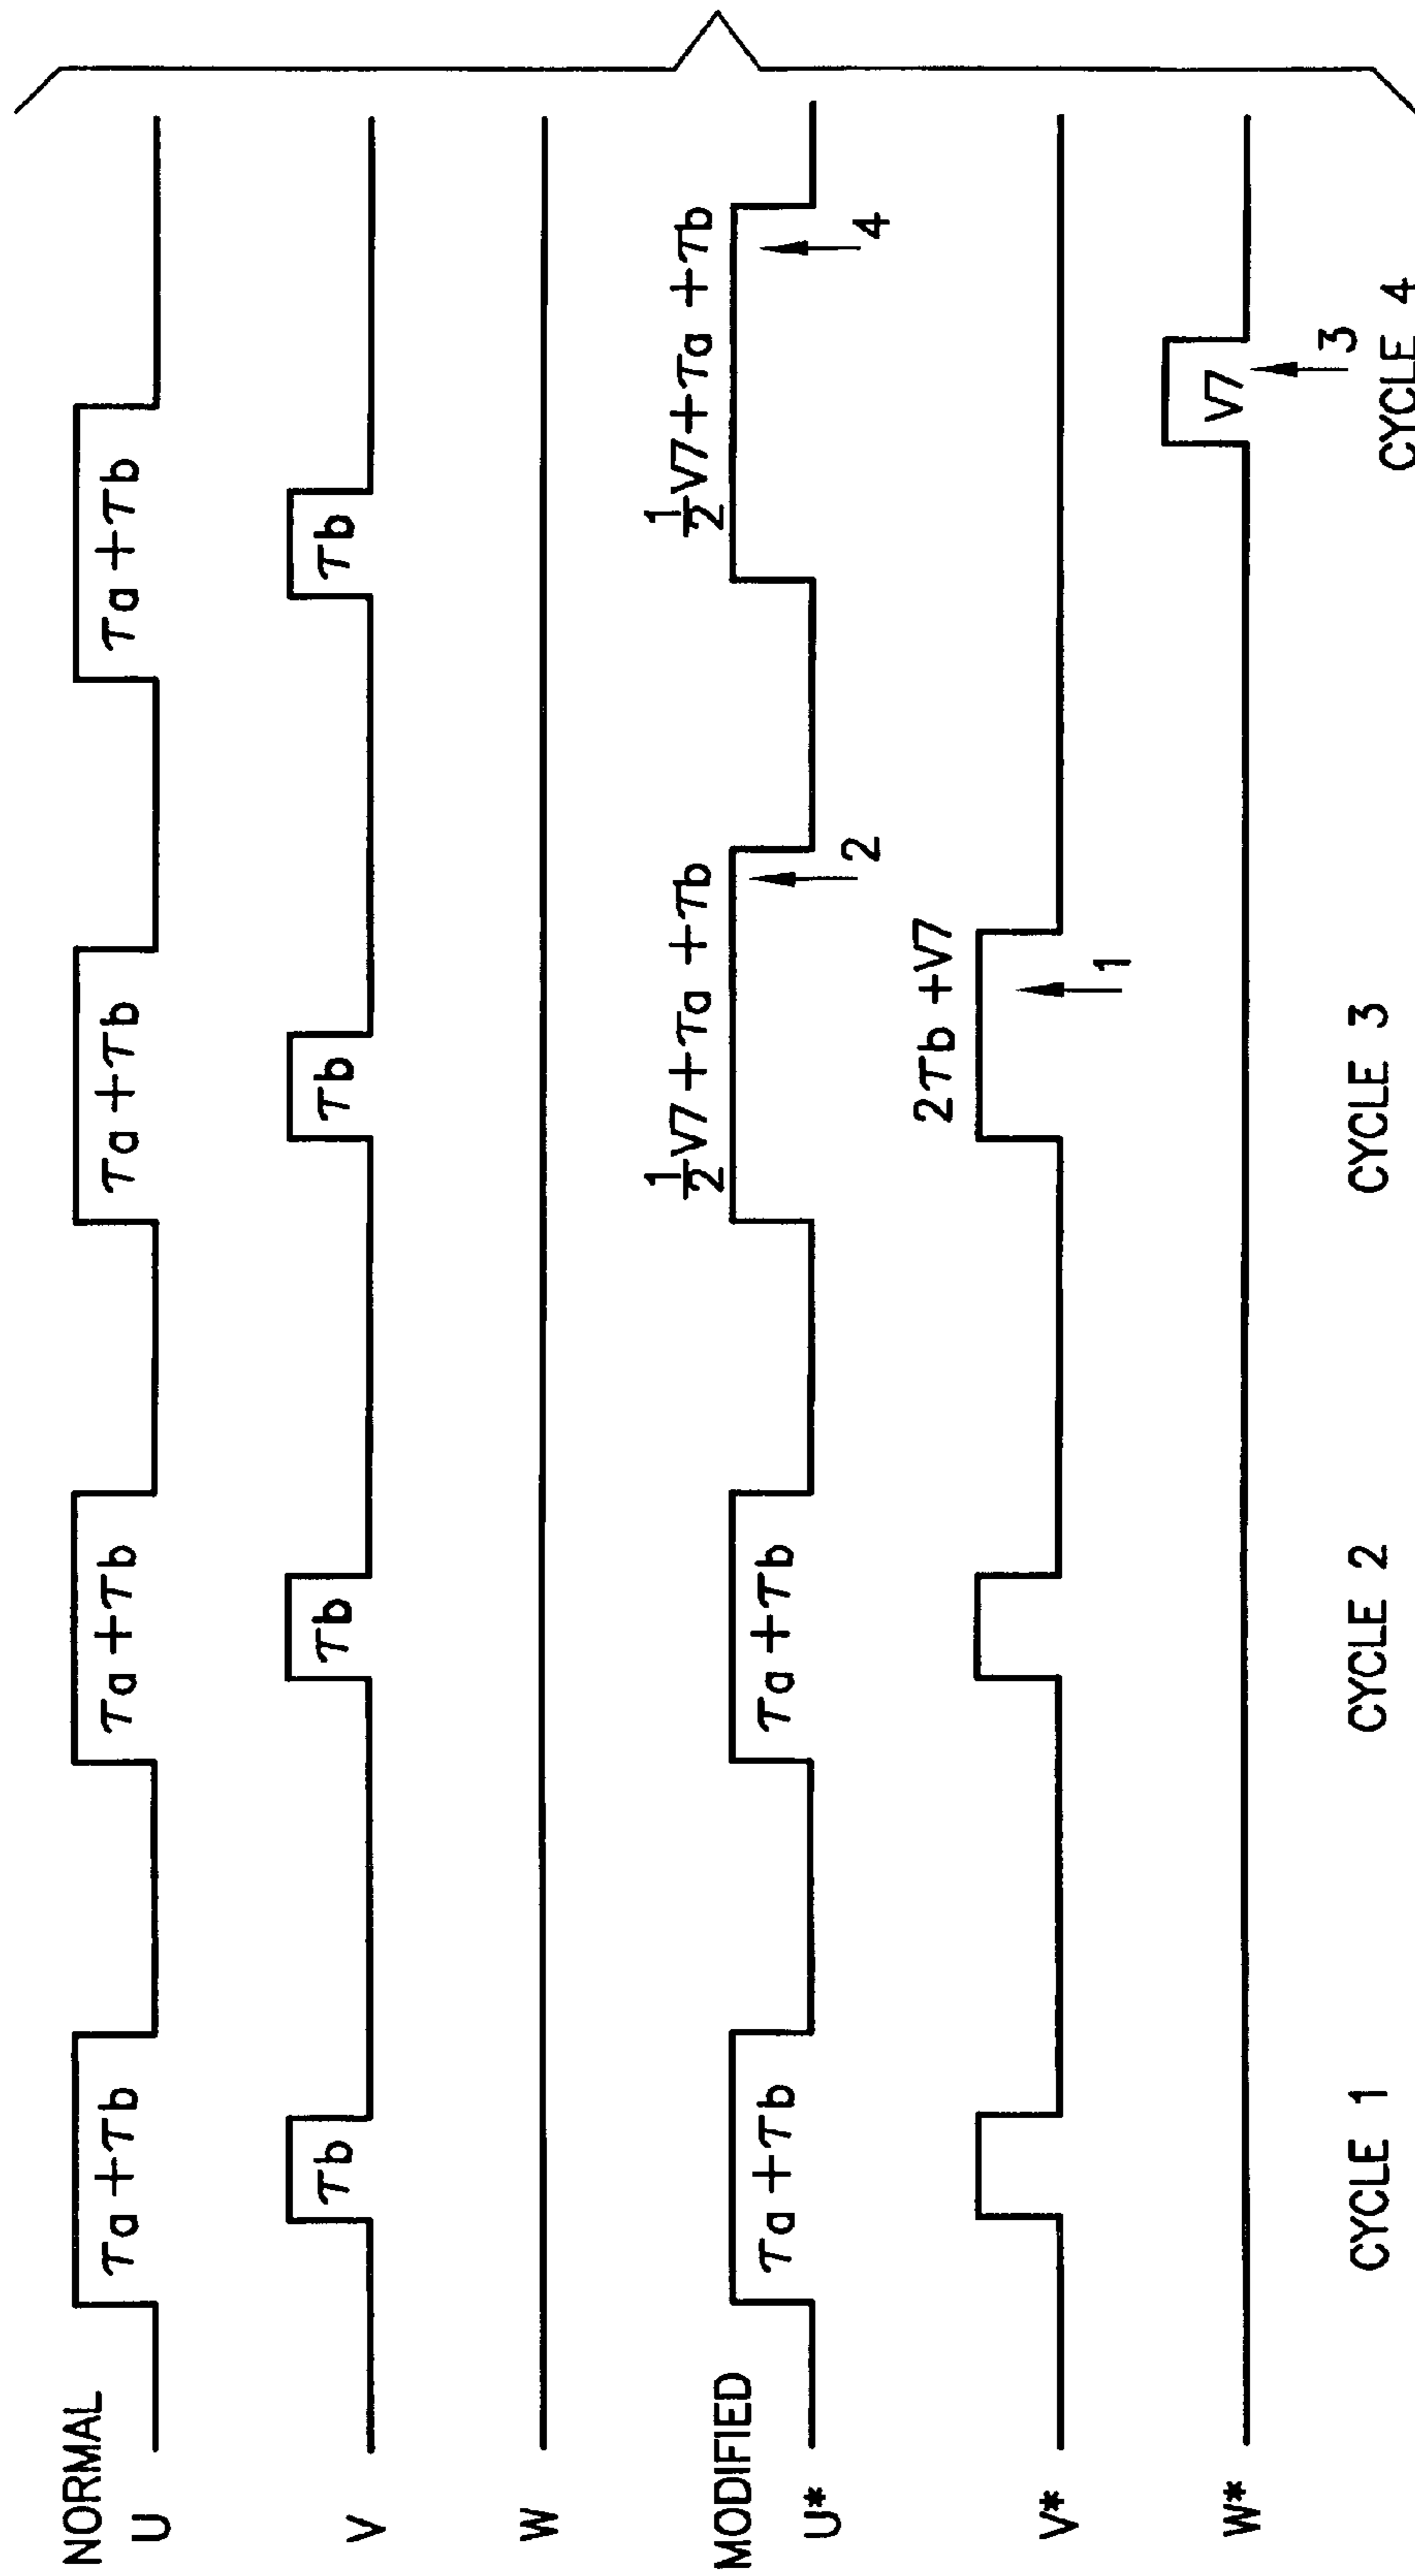 NORMAL
U
τa+τb
τa+τb
τa+τb
τa+τb
V
τb
τb
τb
τb
W
MODIFIED
U*
τa+τb
τa+τb
½V7+τa+τb
2
½V7+τa+τb
4
V*
2τb+V7
1
W*
V7
3
CYCLE 1
CYCLE 2
CYCLE 3
CYCLE 4